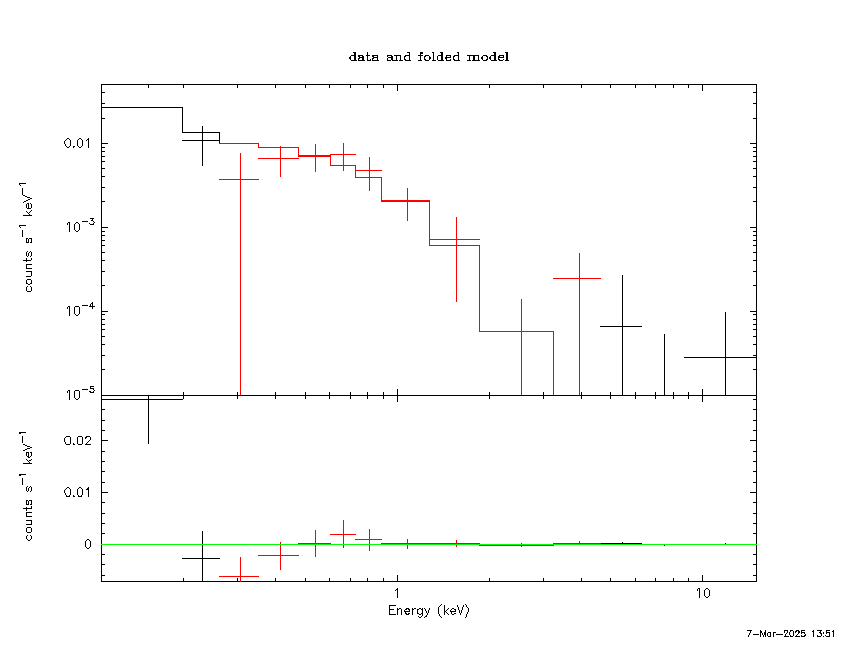 data and folded model
counts s⁻¹ keV⁻¹
0.01
10⁻³
10⁻⁴
10⁻⁵
counts s⁻¹ keV⁻¹
0.02
0.01
0
1 10
Energy (keV)
7-Mar-2025 13:51